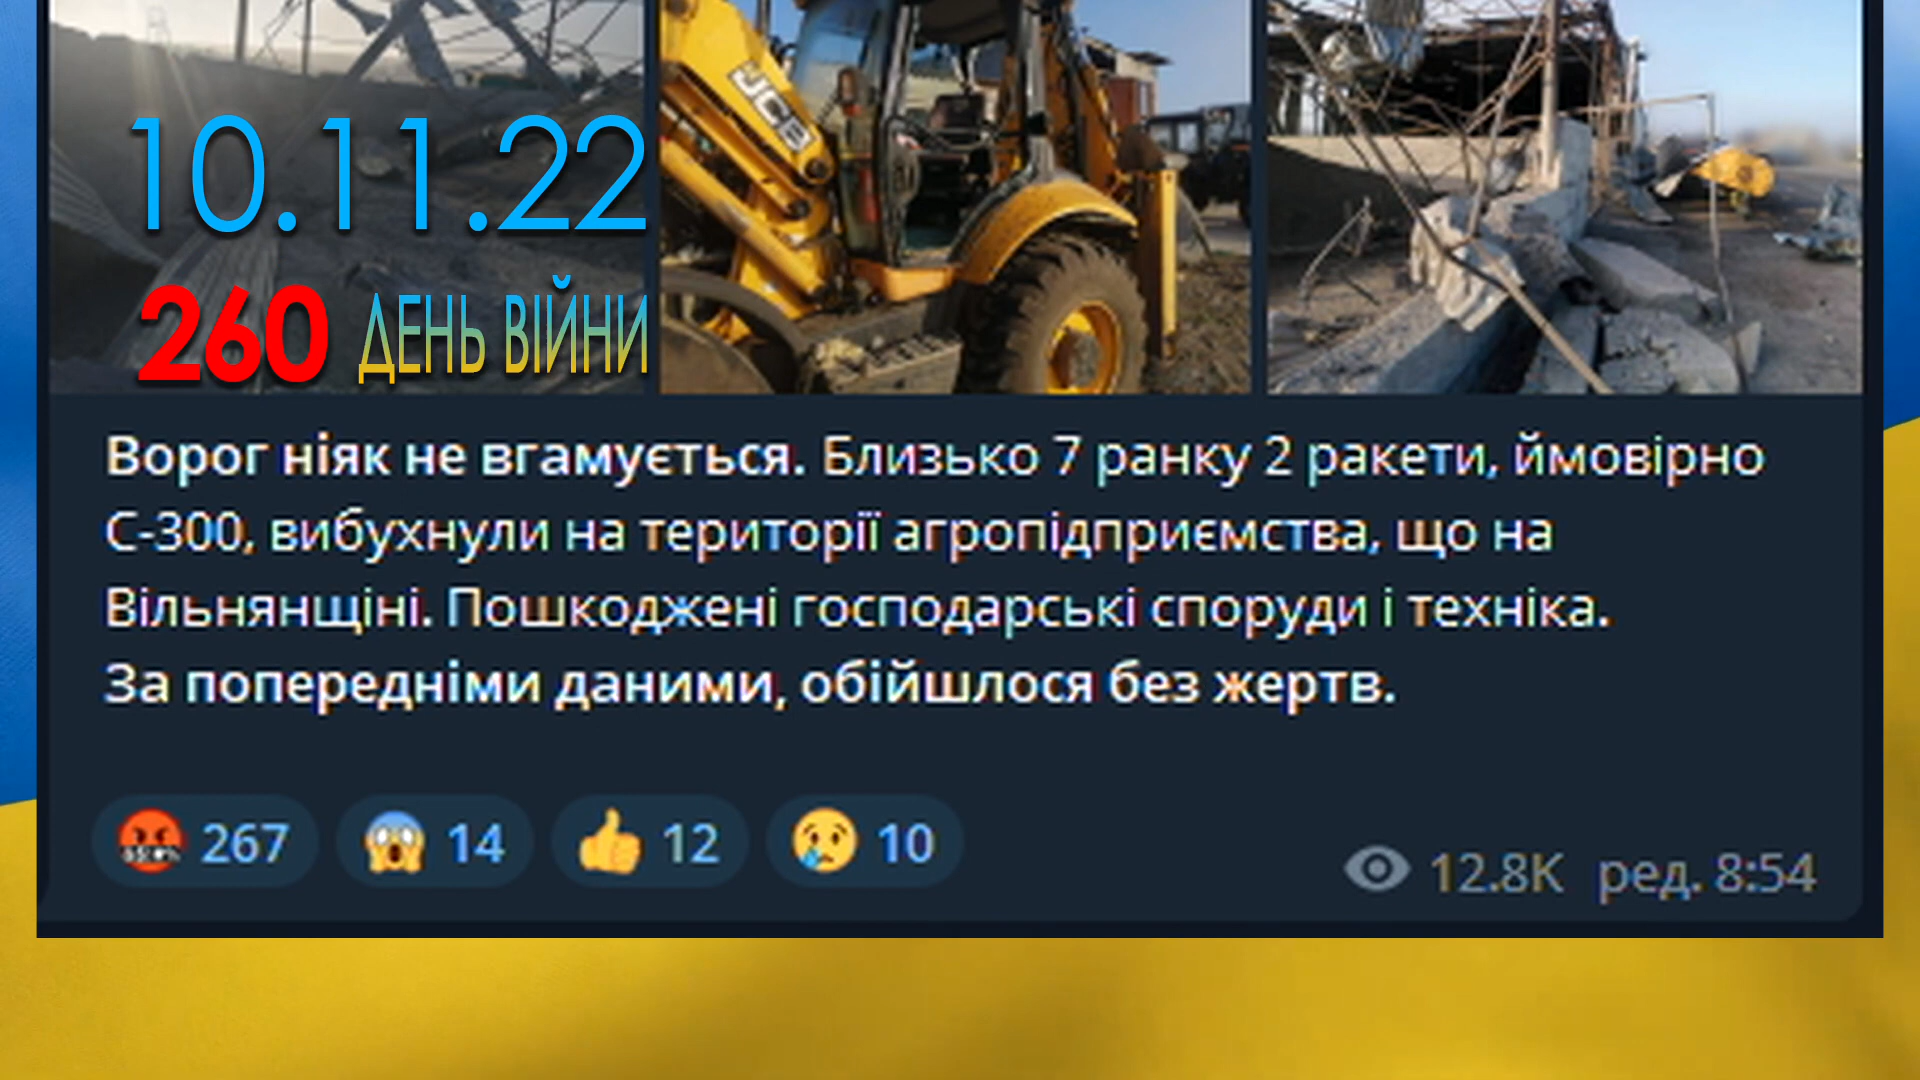 JCB
10.11.22
260 ДЕНЬ ВІЙНИ
Ворог ніяк не вгамується. Близько 7 ранку 2 ракети, ймовірно
С-300, вибухнули на території агропідприємства, що на
Вільнянщіні. Пошкоджені господарські споруди і техніка.
За попередніми даними, обійшлося без жертв.
267 14 12 10
12.8K ред. 8:54